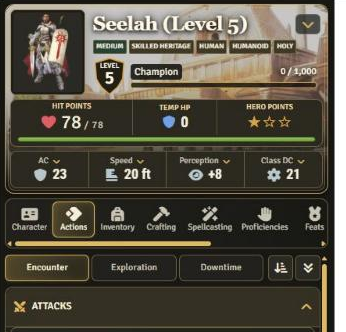 Seelah (Level 5)
MEDIUM SKILLED HERITAGE HUMAN HUMANOID HOLY
LEVEL
5
Champion
0 / 1,000
HIT POINTS
TEMP HP
HERO POINTS
78 / 78
0
AC
Speed
Perception
Class DC
23
20 ft
+8
21
Character
Actions
Inventory
Crafting
Spellcasting
Proficiencies
Feats
Encounter
Exploration
Downtime
ATTACKS